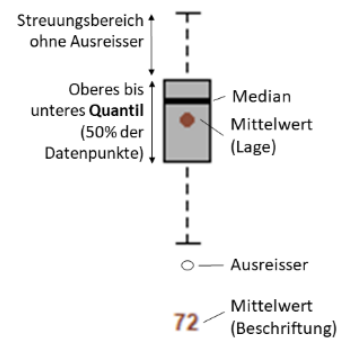 Streuungsbereich
ohne Ausreisser
Oberes bis
unteres Quantil
(50% der
Datenpunkte)
Median
Mittelwert
(Lage)
Ausreisser
72
Mittelwert
(Beschriftung)